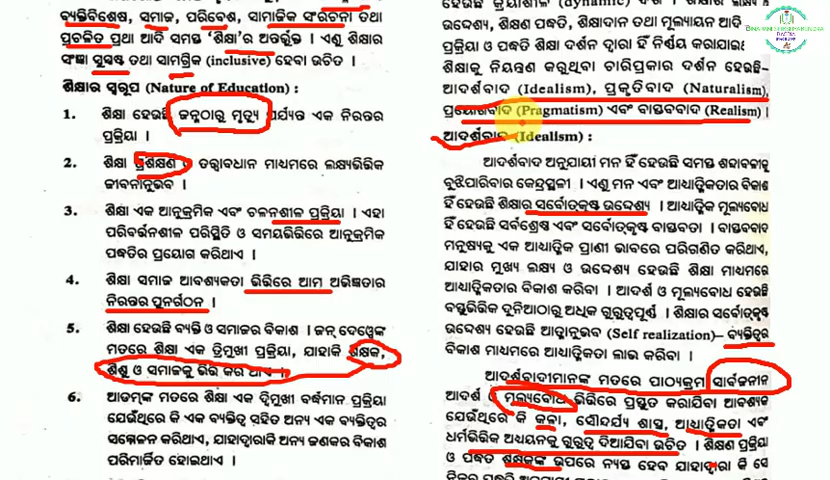 ବ୍ୟକ୍ତିବିଶେଷ, ସମାଜ, ପରିବେଶ, ସାମାଜିକ ସଂରଚନା ତଥା
ପ୍ରଚଳିତ ପ୍ରଥା ଆଦି ସମସ୍ତ 'ଶିକ୍ଷା'ର ଅନ୍ତର୍ଭୁକ୍ତ । ଏଣୁ ଶିକ୍ଷାର
ସଂଜ୍ଞା ସୁସ୍ପଷ୍ଟ ତଥା ସାମଗ୍ରିକ (inclusive) ହେବା ଉଚିତ ।
ଶିକ୍ଷାର ସ୍ୱରୂପ (Nature of Education) :
1. ଶିକ୍ଷା ହେଉଛି ଜନ୍ମଠାରୁ ମୃତ୍ୟୁ ପର୍ଯ୍ୟନ୍ତ ଏକ ନିରନ୍ତର
ପ୍ରକ୍ରିୟା ।
2. ଶିକ୍ଷା ପ୍ରଶିକ୍ଷଣ ଓ ତତ୍ତ୍ୱାବଧାନ ମାଧ୍ୟମରେ ଲକ୍ଷ୍ୟଭିତ୍ତିକ
ଜୀବନାନୁଭବ ।
3. ଶିକ୍ଷା ଏକ ଆନୁକ୍ରମିକ ଏବଂ ଚଳନଶୀଳ ପ୍ରକ୍ରିୟା । ଏହା
ପରିବର୍ତ୍ତନଶୀଳ ପରିସ୍ଥିତି ଓ ସମୟଭିତ୍ତିରେ ଆନୁକ୍ରମିକ
ପଦ୍ଧତିର ପ୍ରୟୋଗ କରିଥାଏ ।
4. ଶିକ୍ଷା ସମାଜ ଆବଶ୍ୟକତା ଭିତ୍ତିରେ ଆମ ଅଭିଜ୍ଞତାର
ନିରନ୍ତର ପୁନର୍ଗଠନ ।
5. ଶିକ୍ଷା ହେଉଛି ବ୍ୟକ୍ତି ଓ ସମାଜର ବିକାଶ । ଜନ୍ ଡେୱେଙ୍କ
ମତରେ ଶିକ୍ଷା ଏକ ତ୍ରିମୁଖୀ ପ୍ରକ୍ରିୟା, ଯାହାକି ଶିକ୍ଷକ,
ଶିଶୁ ଓ ସମାଜକୁ ଭିତ୍ତି କରି ଥାଏ ।
6. ଆଡମ୍‌ଙ୍କ ମତରେ ଶିକ୍ଷା ଏକ ଦ୍ୱିମୁଖୀ ବର୍ଦ୍ଧମାନ ପ୍ରକ୍ରିୟା
ଯେଉଁଥିରେ କି ଏକ ବ୍ୟକ୍ତିତ୍ୱ ସହିତ ଅନ୍ୟ ଏକ ବ୍ୟକ୍ତିତ୍ୱର
ସମ୍ମେଳନ କରିଥାଏ, ଯାହାଦ୍ୱାରାକି ଅନ୍ୟ ଜଣକର ବିକାଶ
ପରିମାର୍ଜିତ ହୋଇଥାଏ ।
ହେଉଛି କ୍ରିୟାଶୀଳ (dynamic)
ଉଦ୍ଦେଶ୍ୟ, ଶିକ୍ଷଣ ପଦ୍ଧତି, ଶିକ୍ଷାଦାନ ତଥା ମୂଲ୍ୟାୟନ ଆଦି
ପ୍ରକ୍ରିୟା ଓ ପଦ୍ଧତି ଶିକ୍ଷା ଦର୍ଶନ ଦ୍ୱାରା ହିଁ ନିର୍ଣ୍ଣୟ କରାଯାଇ
ଶିକ୍ଷାକୁ ନିୟନ୍ତ୍ରଣ କରୁଥିବା ଚାରିପ୍ରକାର ଦର୍ଶନ ହେଉଛି–
ଆଦର୍ଶବାଦ (Idealism), ପ୍ରକୃତିବାଦ (Naturalism),
ପ୍ରୟୋଗବାଦ (Pragmatism) ଏବଂ ବାସ୍ତବବାଦ (Realism) ।
ଆଦର୍ଶବାଦ (Idealism) :
ଆଦର୍ଶବାଦ ଅନୁଯାୟୀ ମନ ହିଁ ହେଉଛି ସମସ୍ତ ଶବ୍ଦାବଳୀକୁ
ବୁଝିପାରିବାର କେନ୍ଦ୍ରସ୍ଥଳୀ । ଏଣୁ ମନ ଏବଂ ଆଧ୍ୟାତ୍ମିକତାର ବିକାଶ
ହିଁ ହେଉଛି ଶିକ୍ଷାର ସର୍ବୋତ୍କୃଷ୍ଟ ଉଦ୍ଦେଶ୍ୟ । ଆଧ୍ୟାତ୍ମିକ ମୂଲ୍ୟବୋଧ
ହିଁ ହେଉଛି ସର୍ବଶ୍ରେଷ୍ଠ ଏବଂ ସର୍ବୋତ୍କୃଷ୍ଟ ବାସ୍ତବତା । ବାସ୍ତବବାଦ
ମନୁଷ୍ୟକୁ ଏକ ଆଧ୍ୟାତ୍ମିକ ପ୍ରାଣୀ ଭାବରେ ପରିଗଣିତ କରିଥାଏ,
ଯାହାର ମୁଖ୍ୟ ଲକ୍ଷ୍ୟ ଓ ଉଦ୍ଦେଶ୍ୟ ହେଉଛି ଶିକ୍ଷା ମାଧ୍ୟମରେ
ଆଧ୍ୟାତ୍ମିକତାର ବିକାଶ କରିବା । ଆଦର୍ଶ ଓ ମୂଲ୍ୟବୋଧ ହେଉଛି
ବସ୍ତୁଭିତ୍ତିକ ଦୁନିଆଠାରୁ ଅଧିକ ଗୁରୁତ୍ୱପୂର୍ଣ୍ଣ । ଶିକ୍ଷାର ସର୍ବୋତ୍କୃଷ୍ଟ
ଉଦ୍ଦେଶ୍ୟ ହେଉଛି ଆତ୍ମାନୁଭବ (Self realization)– ବ୍ୟକ୍ତିତ୍ୱର
ବିକାଶ ମାଧ୍ୟମରେ ଆଧ୍ୟାତ୍ମିକତା ଲାଭ କରିବା ।
ଆଦର୍ଶବାଦୀମାନଙ୍କ ମତରେ ପାଠ୍ୟକ୍ରମ ସାର୍ବଜନୀନ
ଆଦର୍ଶ ଓ ମୂଲ୍ୟବୋଧ ଭିତ୍ତିରେ ପ୍ରସ୍ତୁତ କରାଯିବା ଆବଶ୍ୟକ
ଯେଉଁଥିରେ କି କଳା, ସୌନ୍ଦର୍ଯ୍ୟ ଶାସ୍ତ୍ର, ଆଧ୍ୟାତ୍ମିକତା ଏବଂ
ଧର୍ମଭିତ୍ତିକ ଅଧ୍ୟୟନକୁ ଗୁରୁତ୍ୱ ଦିଆଯିବା ଉଚିତ । ଶିକ୍ଷଣ ପ୍ରକ୍ରିୟା
ଓ ପଦ୍ଧତି ଶିକ୍ଷକଙ୍କ ଉପରେ ନ୍ୟସ୍ତ ହେବ ଯାହାଦ୍ୱାରା କି ସେ